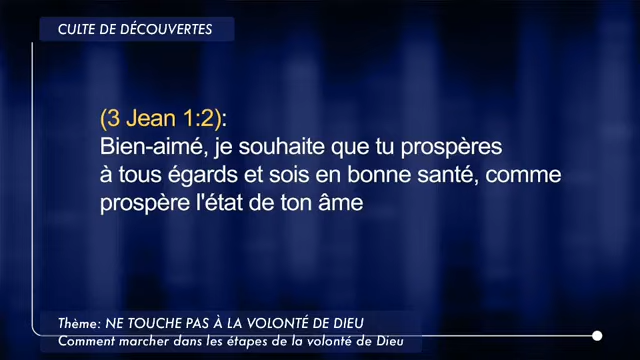 CULTE DE DÉCOUVERTES
(3 Jean 1:2):
Bien-aimé, je souhaite que tu prospères
à tous égards et sois en bonne santé, comme
prospère l'état de ton âme
Thème: NE TOUCHE PAS À LA VOLONTÉ DE DIEU
Comment marcher dans les étapes de la volonté de Dieu